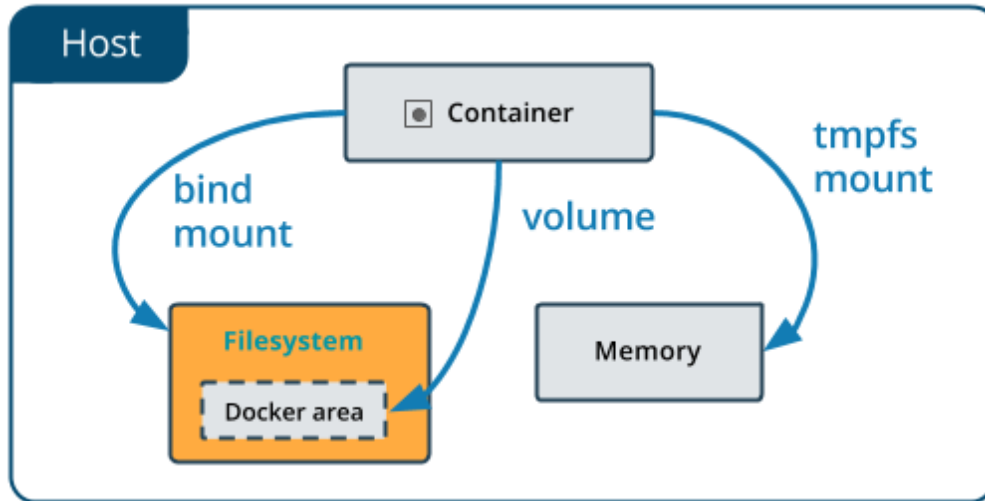 Host
Container
bind
mount
volume
tmpfs
mount
Filesystem
Docker area
Memory